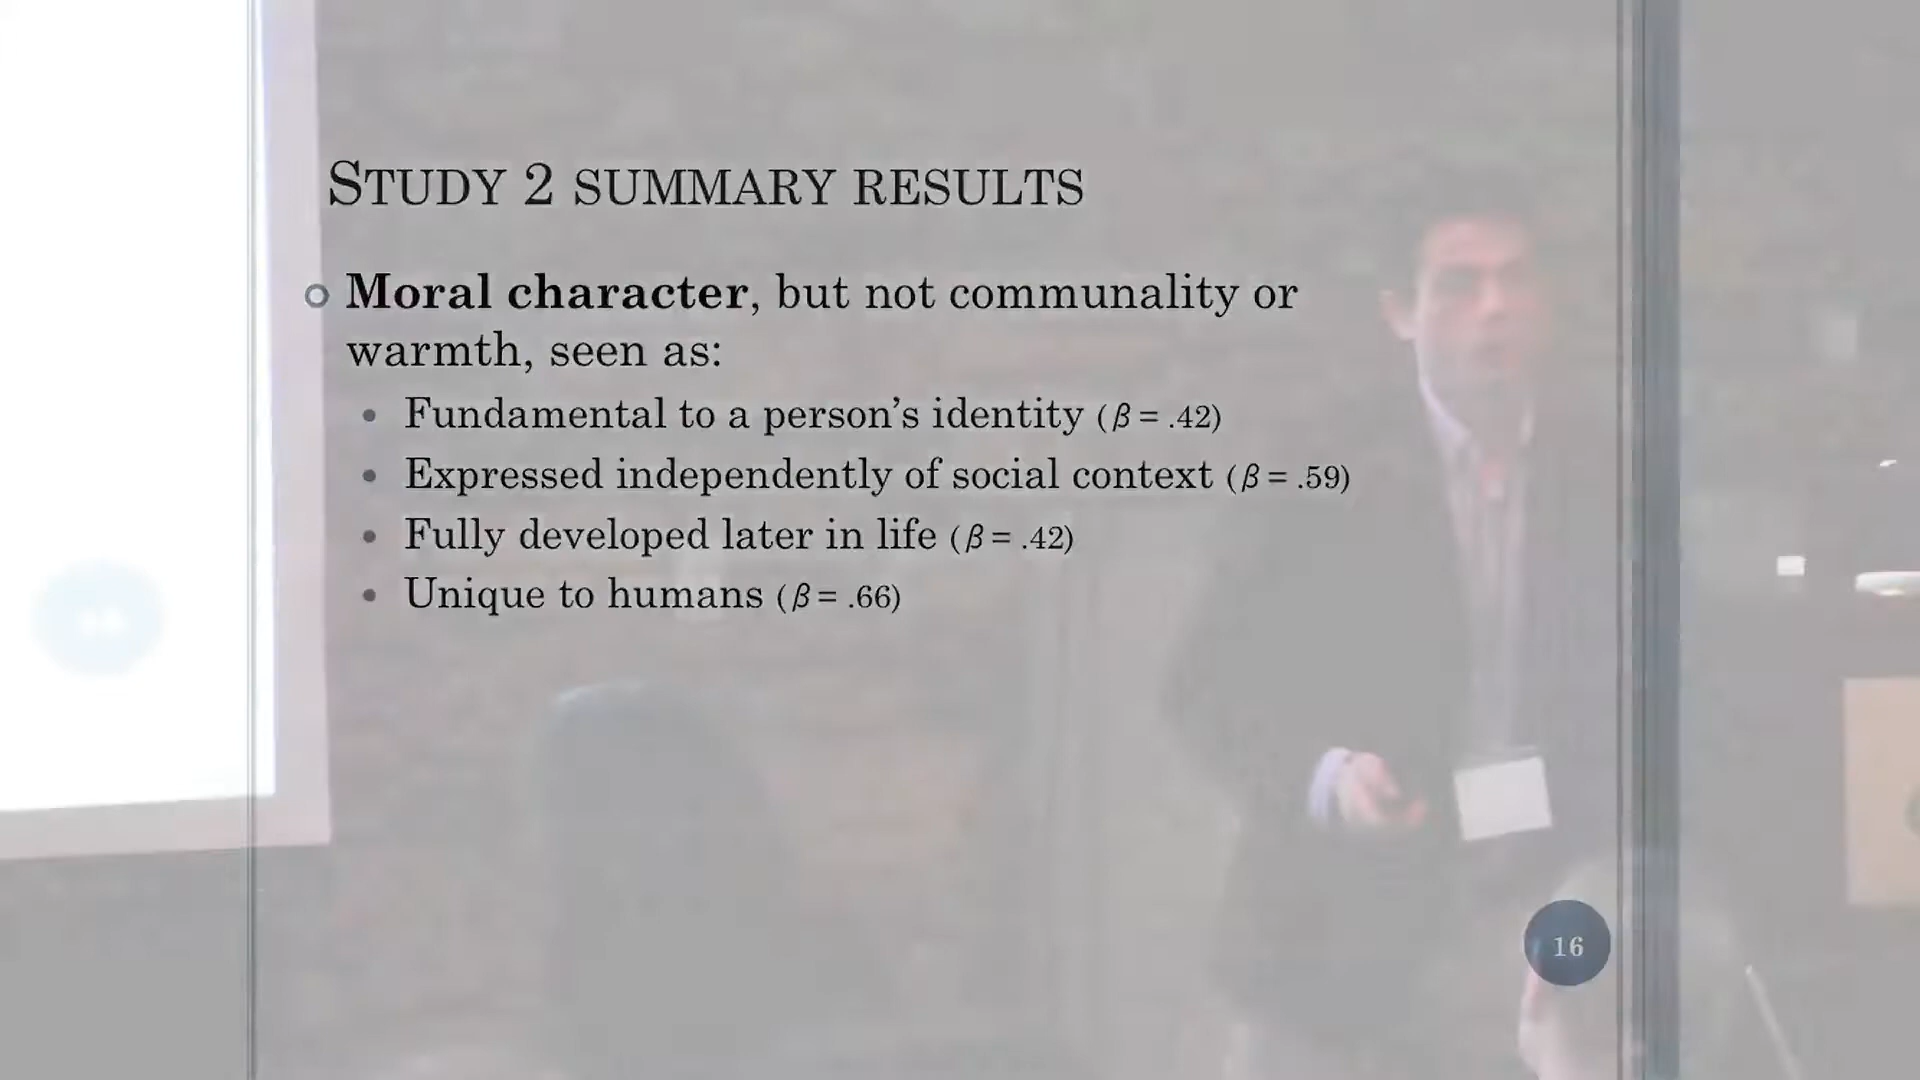 STUDY 2 SUMMARY RESULTS
Moral character, but not communality or
warmth, seen as:
• Fundamental to a person's identity (β = .42)
• Expressed independently of social context (β = .59)
• Fully developed later in life (β = .42)
• Unique to humans (β = .66)
16